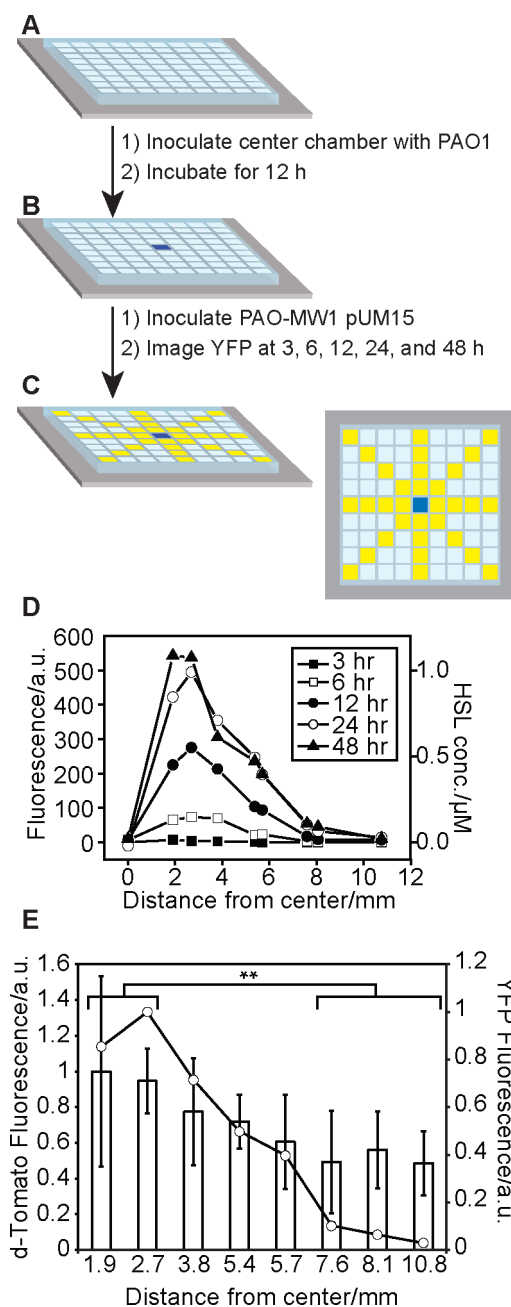 A
1) Inoculate center chamber with PAO1
2) Incubate for 12 h
B
1) Inoculate PAO-MW1 pUM15
2) Image YFP at 3, 6, 12, 24, and 48 h
C
D
600
500
400
300
200
100
0
Fluorescence/a.u.
3 hr
6 hr
12 hr
24 hr
48 hr
1.0
0.5
0.0
HSL conc./µM
0 2 4 6 8 10 12
Distance from center/mm
E
1.6
1.4
1.2
1
0.8
0.6
0.4
0.2
0
d-Tomato Fluorescence/a.u.
**
1.2
1
0.8
0.6
0.4
0.2
0
YFP Fluorescence/a.u.
1.9 2.7 3.8 5.4 5.7 7.6 8.1 10.8
Distance from center/mm